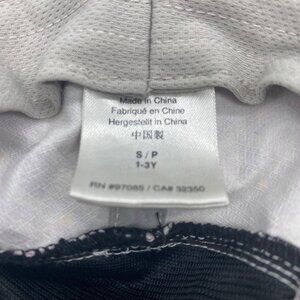 Made in China
Fabriqué en Chine
Hergestellt in China
中国製
S / P
1-3Y
RN #97085 / CA# 32350